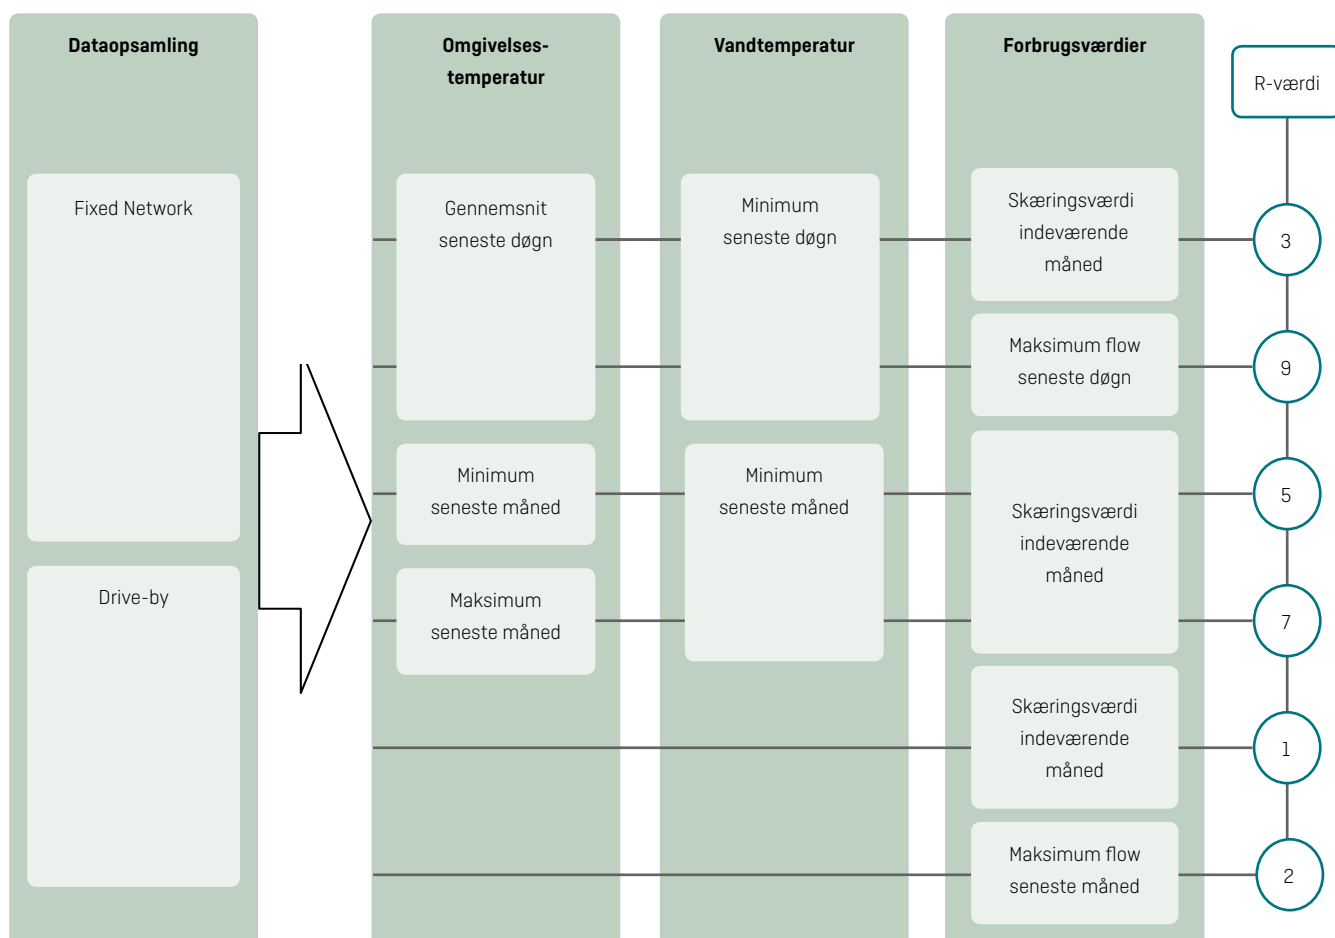 Dataopsamling
Fixed Network
Drive-by
Omgivelses-
temperatur
Gennemsnit
seneste døgn
Minimum
seneste måned
Maksimum
seneste måned
Vandtemperatur
Minimum
seneste døgn
Minimum
seneste måned
Forbrugsværdier
Skæringsværdi
indeværende
måned
Maksimum flow
seneste døgn
Skæringsværdi
indeværende
måned
Skæringsværdi
indeværende
måned
Maksimum flow
seneste måned
R-værdi
3
9
5
7
1
2